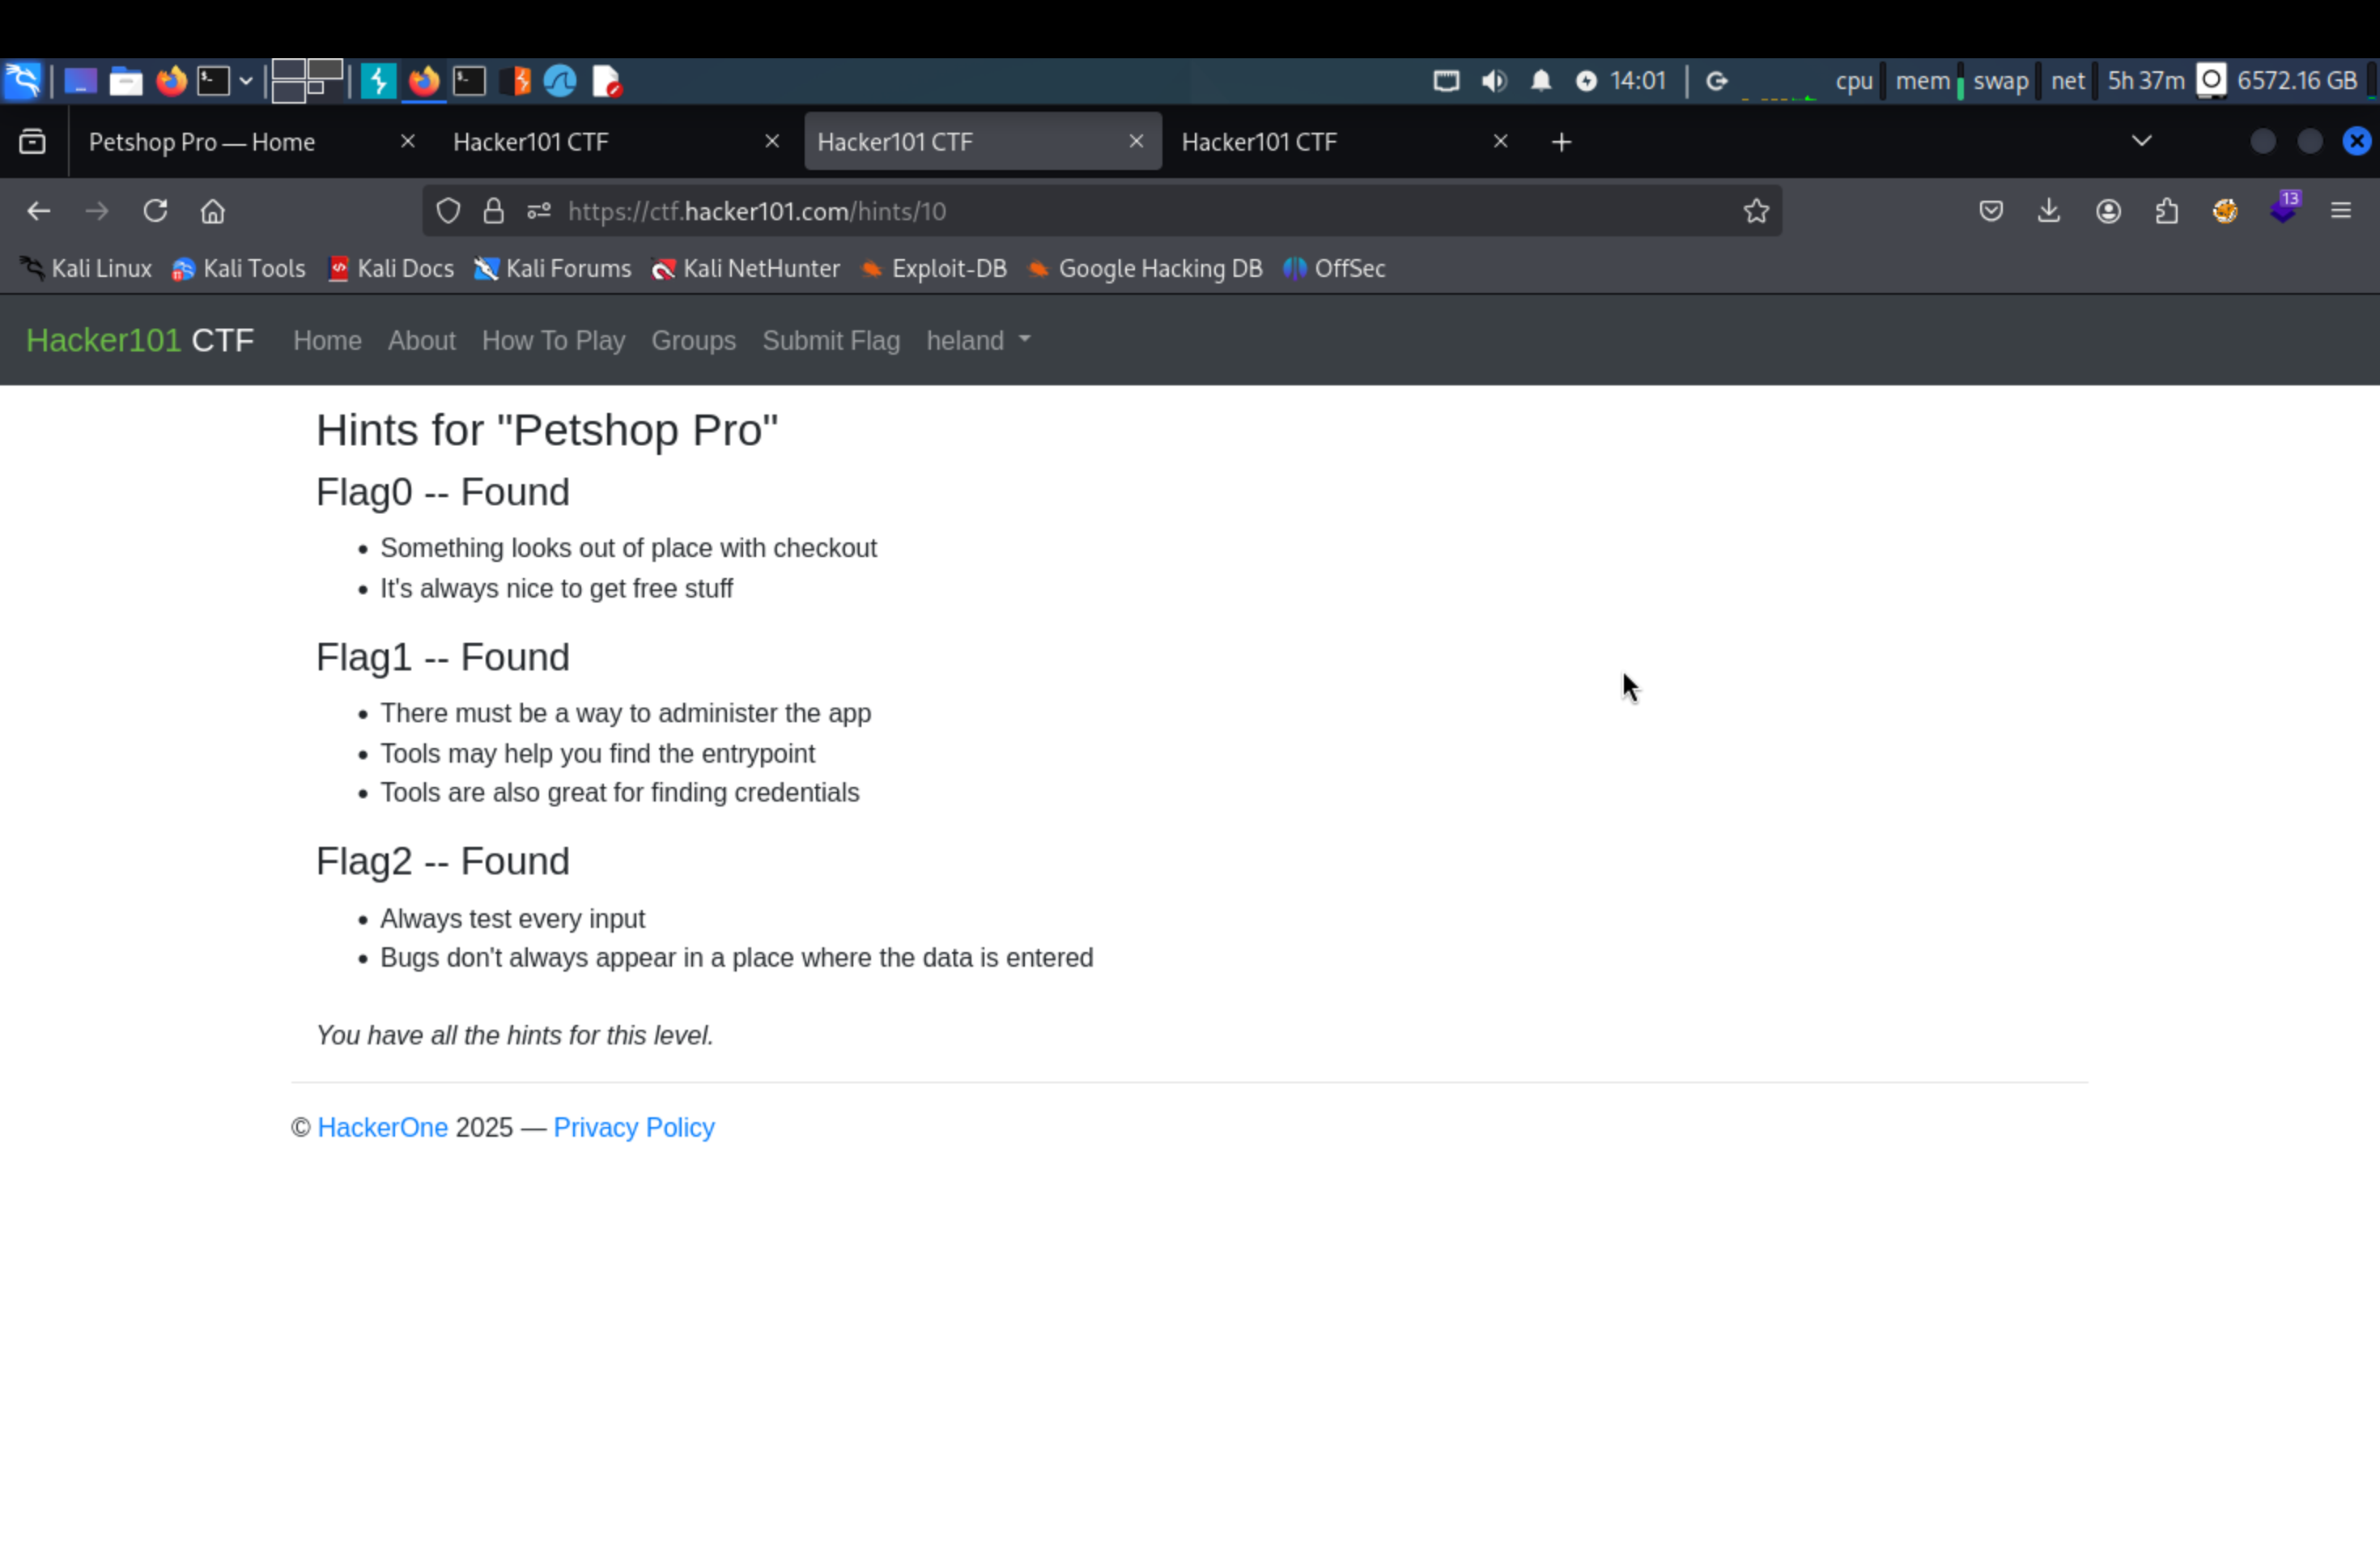 14:01 cpu mem swap net 5h 37m 6572.16 GB
Petshop Pro — Home Hacker101 CTF Hacker101 CTF Hacker101 CTF
https://ctf.hacker101.com/hints/10 13
Kali Linux Kali Tools Kali Docs Kali Forums Kali NetHunter Exploit-DB Google Hacking DB OffSec
Hacker101 CTF Home About How To Play Groups Submit Flag heland
Hints for "Petshop Pro"
Flag0 -- Found
• Something looks out of place with checkout
• It's always nice to get free stuff
Flag1 -- Found
• There must be a way to administer the app
• Tools may help you find the entrypoint
• Tools are also great for finding credentials
Flag2 -- Found
• Always test every input
• Bugs don't always appear in a place where the data is entered
You have all the hints for this level.
© HackerOne 2025 — Privacy Policy